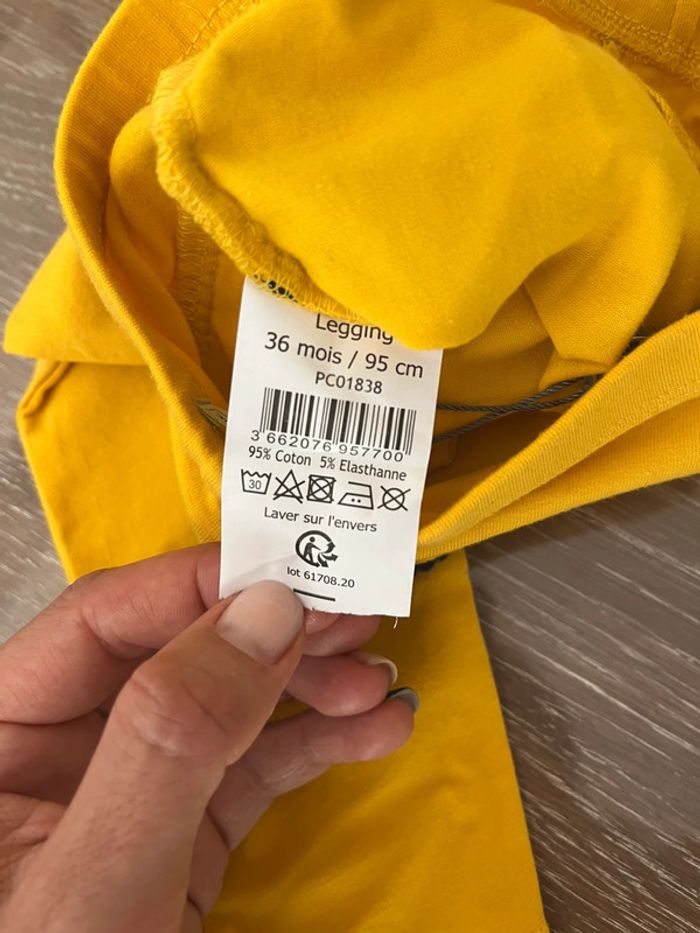 Legging
36 mois / 95 cm
PC01838
3 662076 957700
95% Coton 5% Elasthanne
30
Laver sur l'envers
lot 61708.20